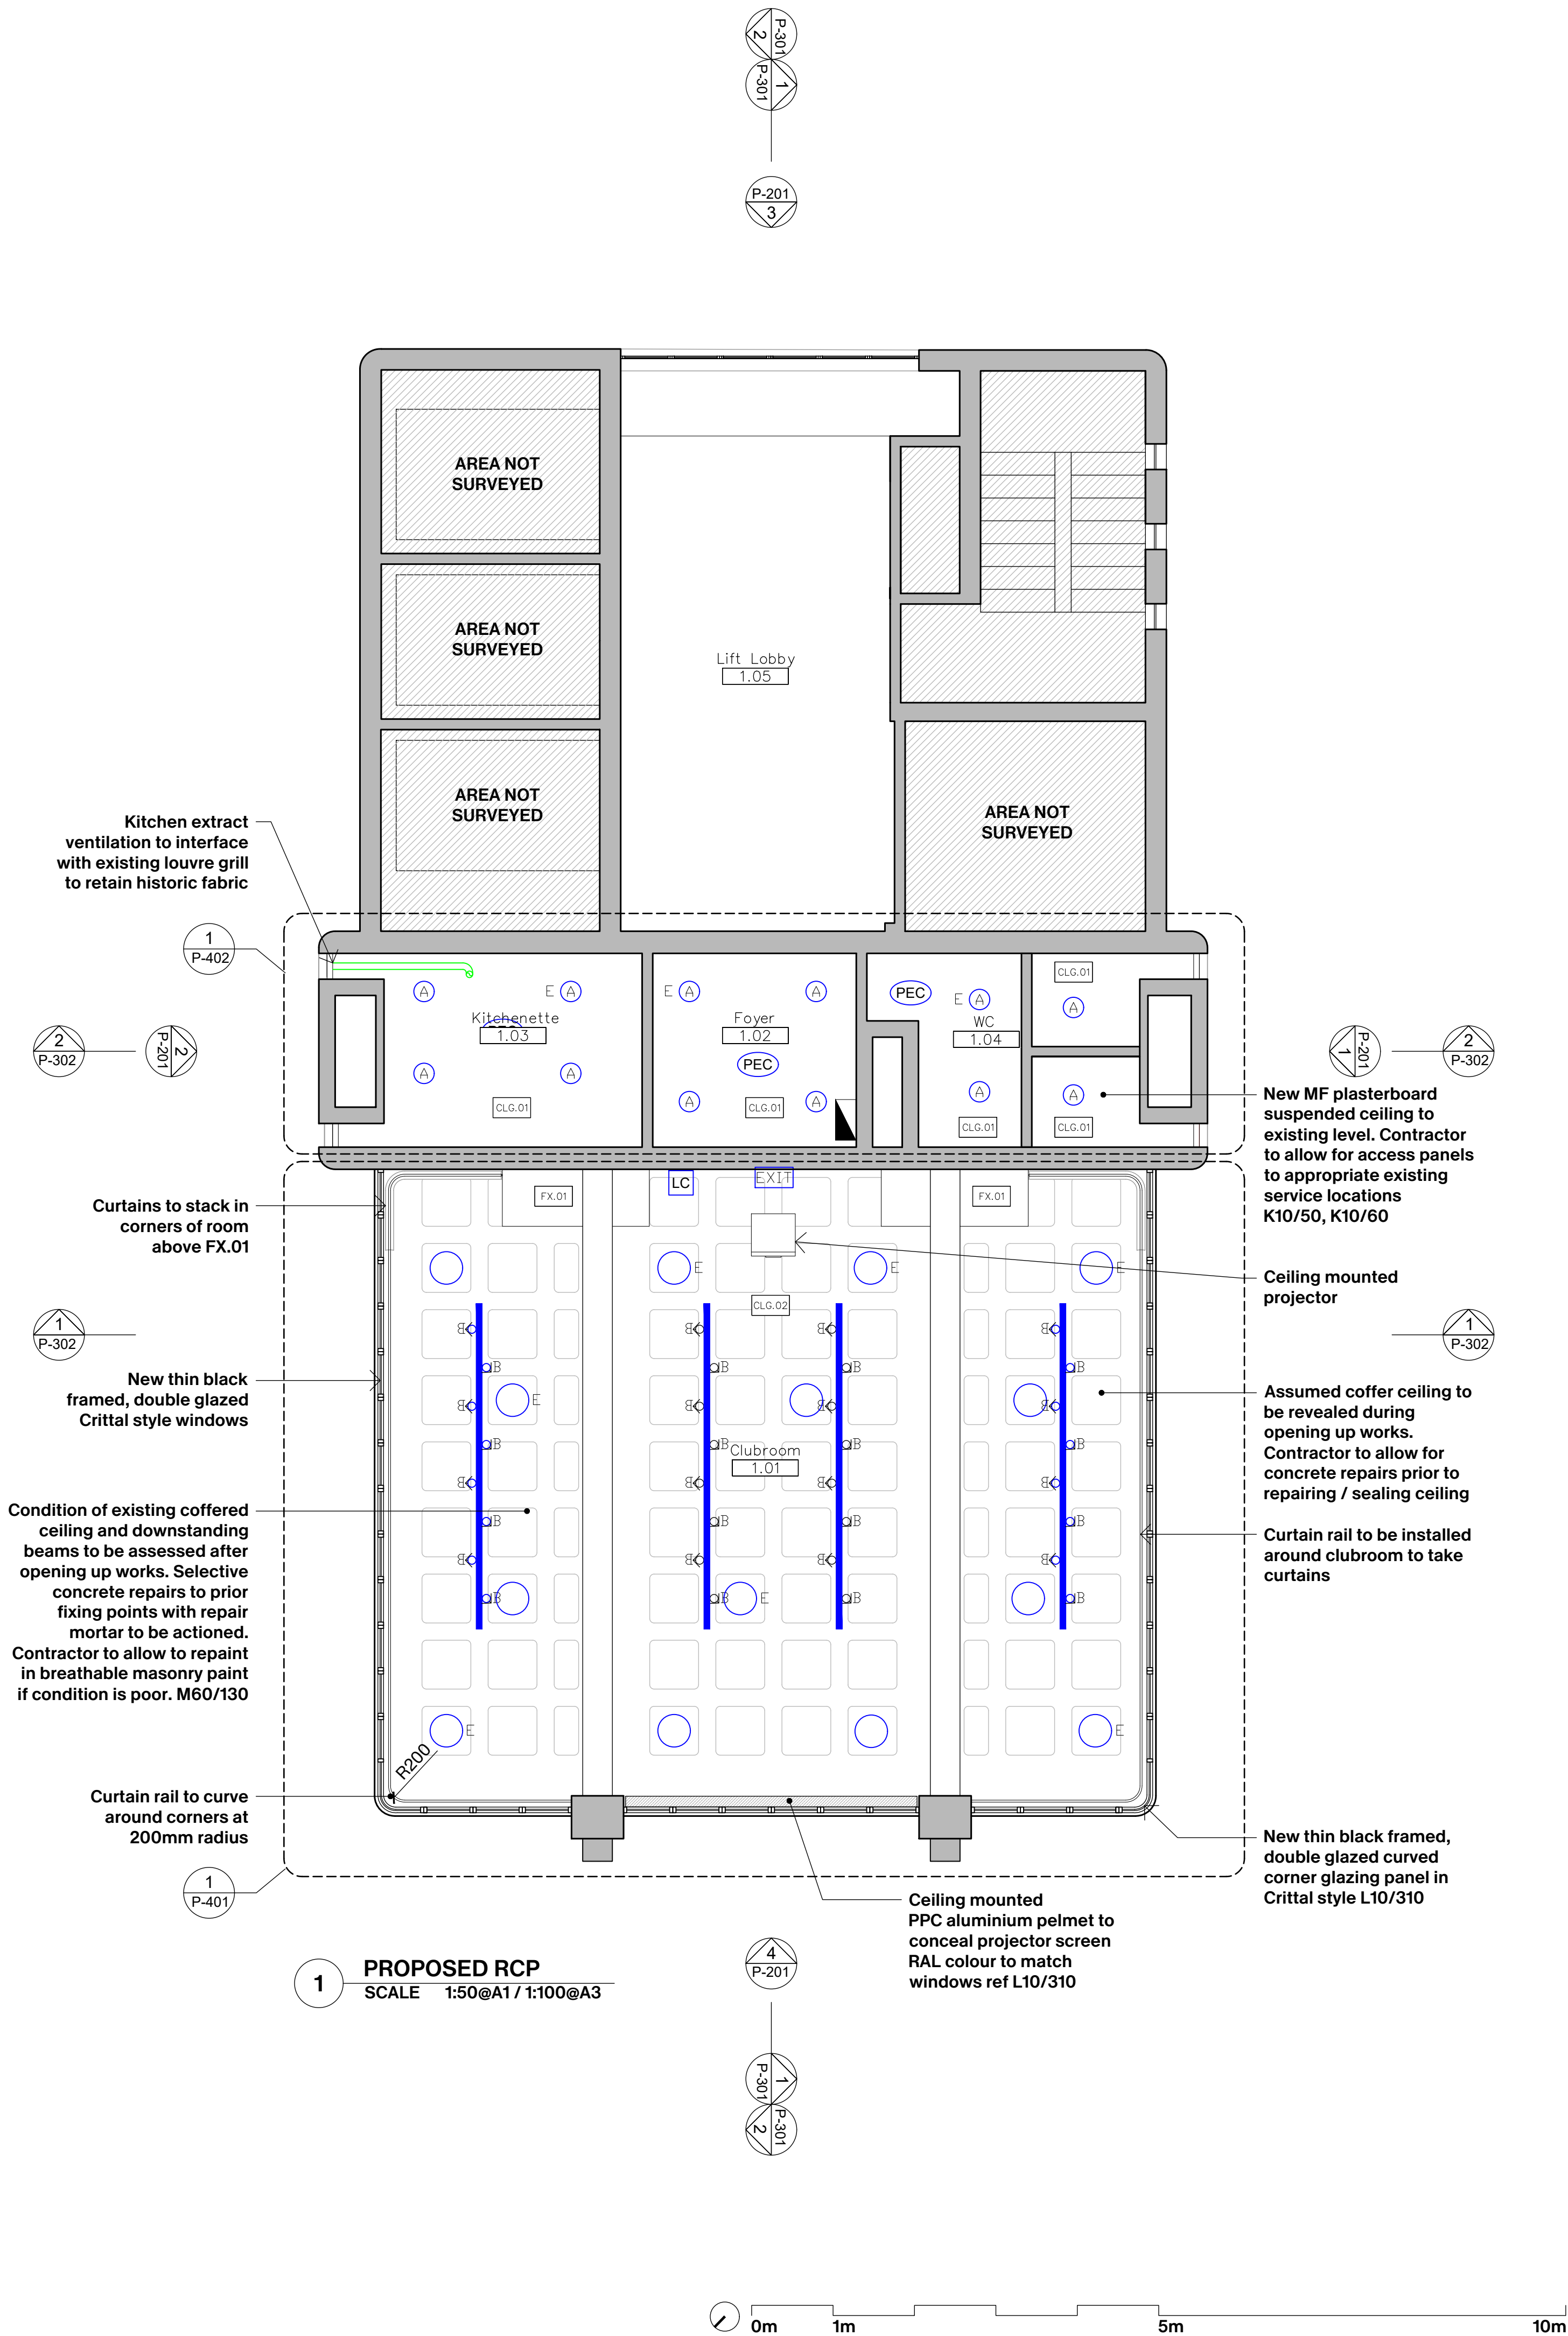 P-301
2
1
P-301
P-201
3
AREA NOT
SURVEYED
AREA NOT
SURVEYED
Lift Lobby
1.05
AREA NOT
SURVEYED
AREA NOT
SURVEYED
Kitchen extract
ventilation to interface
with existing louvre grill
to retain historic fabric
1
P-402
2
P-302
2
P-201
A
E A
A
A
Kitchenette
1.03
CLG.01
E A
A
Foyer
1.02
PEC
A
A
CLG.01
PEC
E A
WC
1.04
A
CLG.01
CLG.01
A
A
CLG.01
P-201
1
2
P-302
New MF plasterboard
suspended ceiling to
existing level. Contractor
to allow for access panels
to appropriate existing
service locations
K10/50, K10/60
Curtains to stack in
corners of room
above FX.01
FX.01
LC
EXIT
FX.01
E
E
E
Ceiling mounted
projector
CLG.02
1
P-302
1
P-302
B B B B
B B B B
New thin black
framed, double glazed
Crittal style windows
E
B B B B
B B B B
Clubroom
1.01
Assumed coffer ceiling to
be revealed during
opening up works.
Contractor to allow for
concrete repairs prior to
repairing / sealing ceiling
Condition of existing coffered
ceiling and downstanding
beams to be assessed after
opening up works. Selective
concrete repairs to prior
fixing points with repair
mortar to be actioned.
Contractor to allow to repaint
in breathable masonry paint
if condition is poor. M60/130
B B B B
B B B B
Curtain rail to be installed
around clubroom to take
curtains
B B B B
B B E B B
E
E
R200
Curtain rail to curve
around corners at
200mm radius
1
P-401
New thin black framed,
double glazed curved
corner glazing panel in
Crittal style L10/310
Ceiling mounted
PPC aluminium pelmet to
conceal projector screen
RAL colour to match
windows ref L10/310
1
PROPOSED RCP
SCALE 1:50@A1 / 1:100@A3
4
P-201
1
P-301
P-301
2
0m 1m 5m 10m